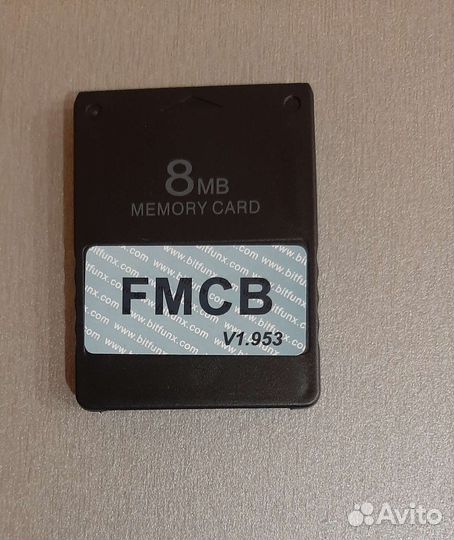 8MB
MEMORY CARD
www.bitfunx.com
FMCB
V1.953
Avito